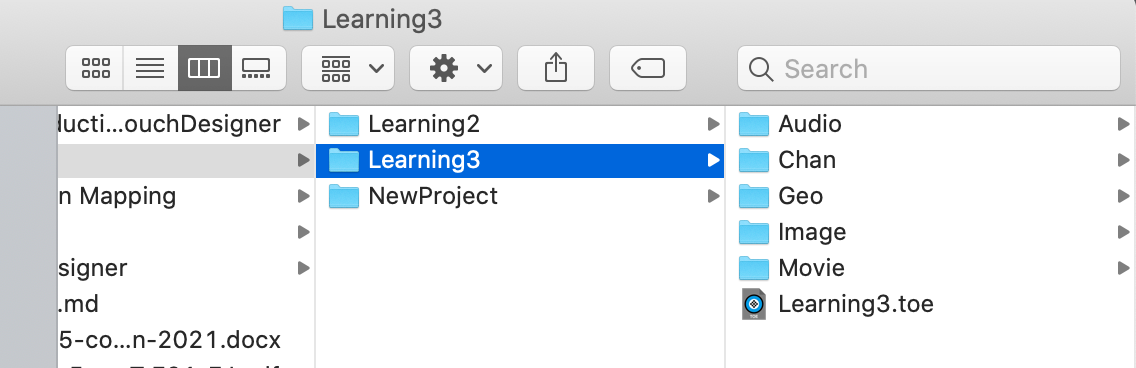 Learning3
Search
ucti...ouchDesigner
n Mapping
signer
.md
5-co...n-2021.docx
Learning2
Learning3
NewProject
Audio
Chan
Geo
Image
Movie
Learning3.toe